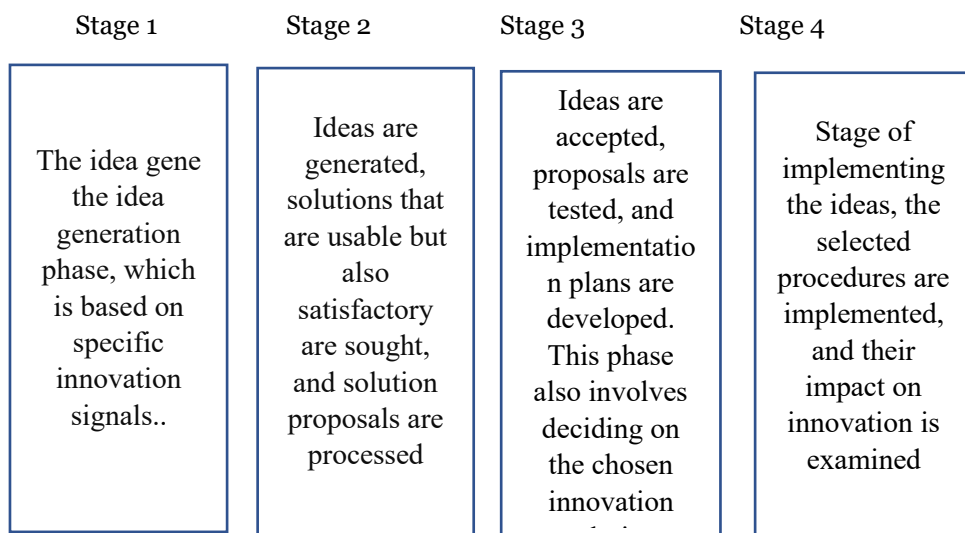 Stage 1
Stage 2
Stage 3
Stage 4
The idea gene
the idea
generation
phase, which
is based on
specific
innovation
signals..
Ideas are
generated,
solutions that
are usable but
also
satisfactory
are sought,
and solution
proposals are
processed
Ideas are
accepted,
proposals are
tested, and
implementatio
n plans are
developed.
This phase
also involves
deciding on
the chosen
innovation
Stage of
implementing
the ideas, the
selected
procedures are
implemented,
and their
impact on
innovation is
examined